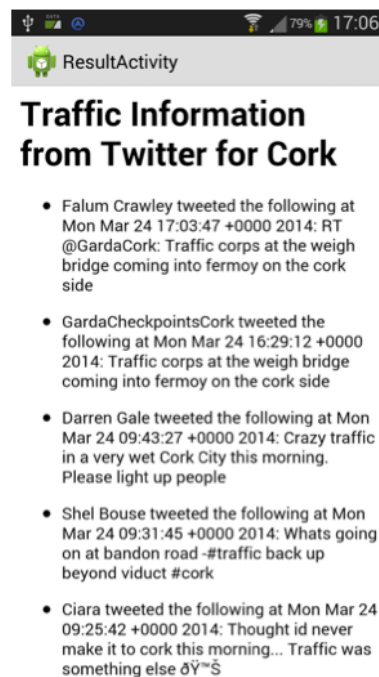 DATA
79% 17:06
ResultActivity
Traffic Information
from Twitter for Cork
Falum Crawley tweeted the following at
Mon Mar 24 17:03:47 +0000 2014: RT
@GardaCork: Traffic corps at the weigh
bridge coming into fermoy on the cork
side
GardaCheckpointsCork tweeted the
following at Mon Mar 24 16:29:12 +0000
2014: Traffic corps at the weigh bridge
coming into fermoy on the cork side
Darren Gale tweeted the following at Mon
Mar 24 09:43:27 +0000 2014: Crazy traffic
in a very wet Cork City this morning.
Please light up people
Shel Bouse tweeted the following at Mon
Mar 24 09:31:45 +0000 2014: Whats going
on at bandon road -#traffic back up
beyond viduct #cork
Ciara tweeted the following at Mon Mar 24
09:25:42 +0000 2014: Thought id never
make it to cork this morning... Traffic was
something else ðŸ™Š